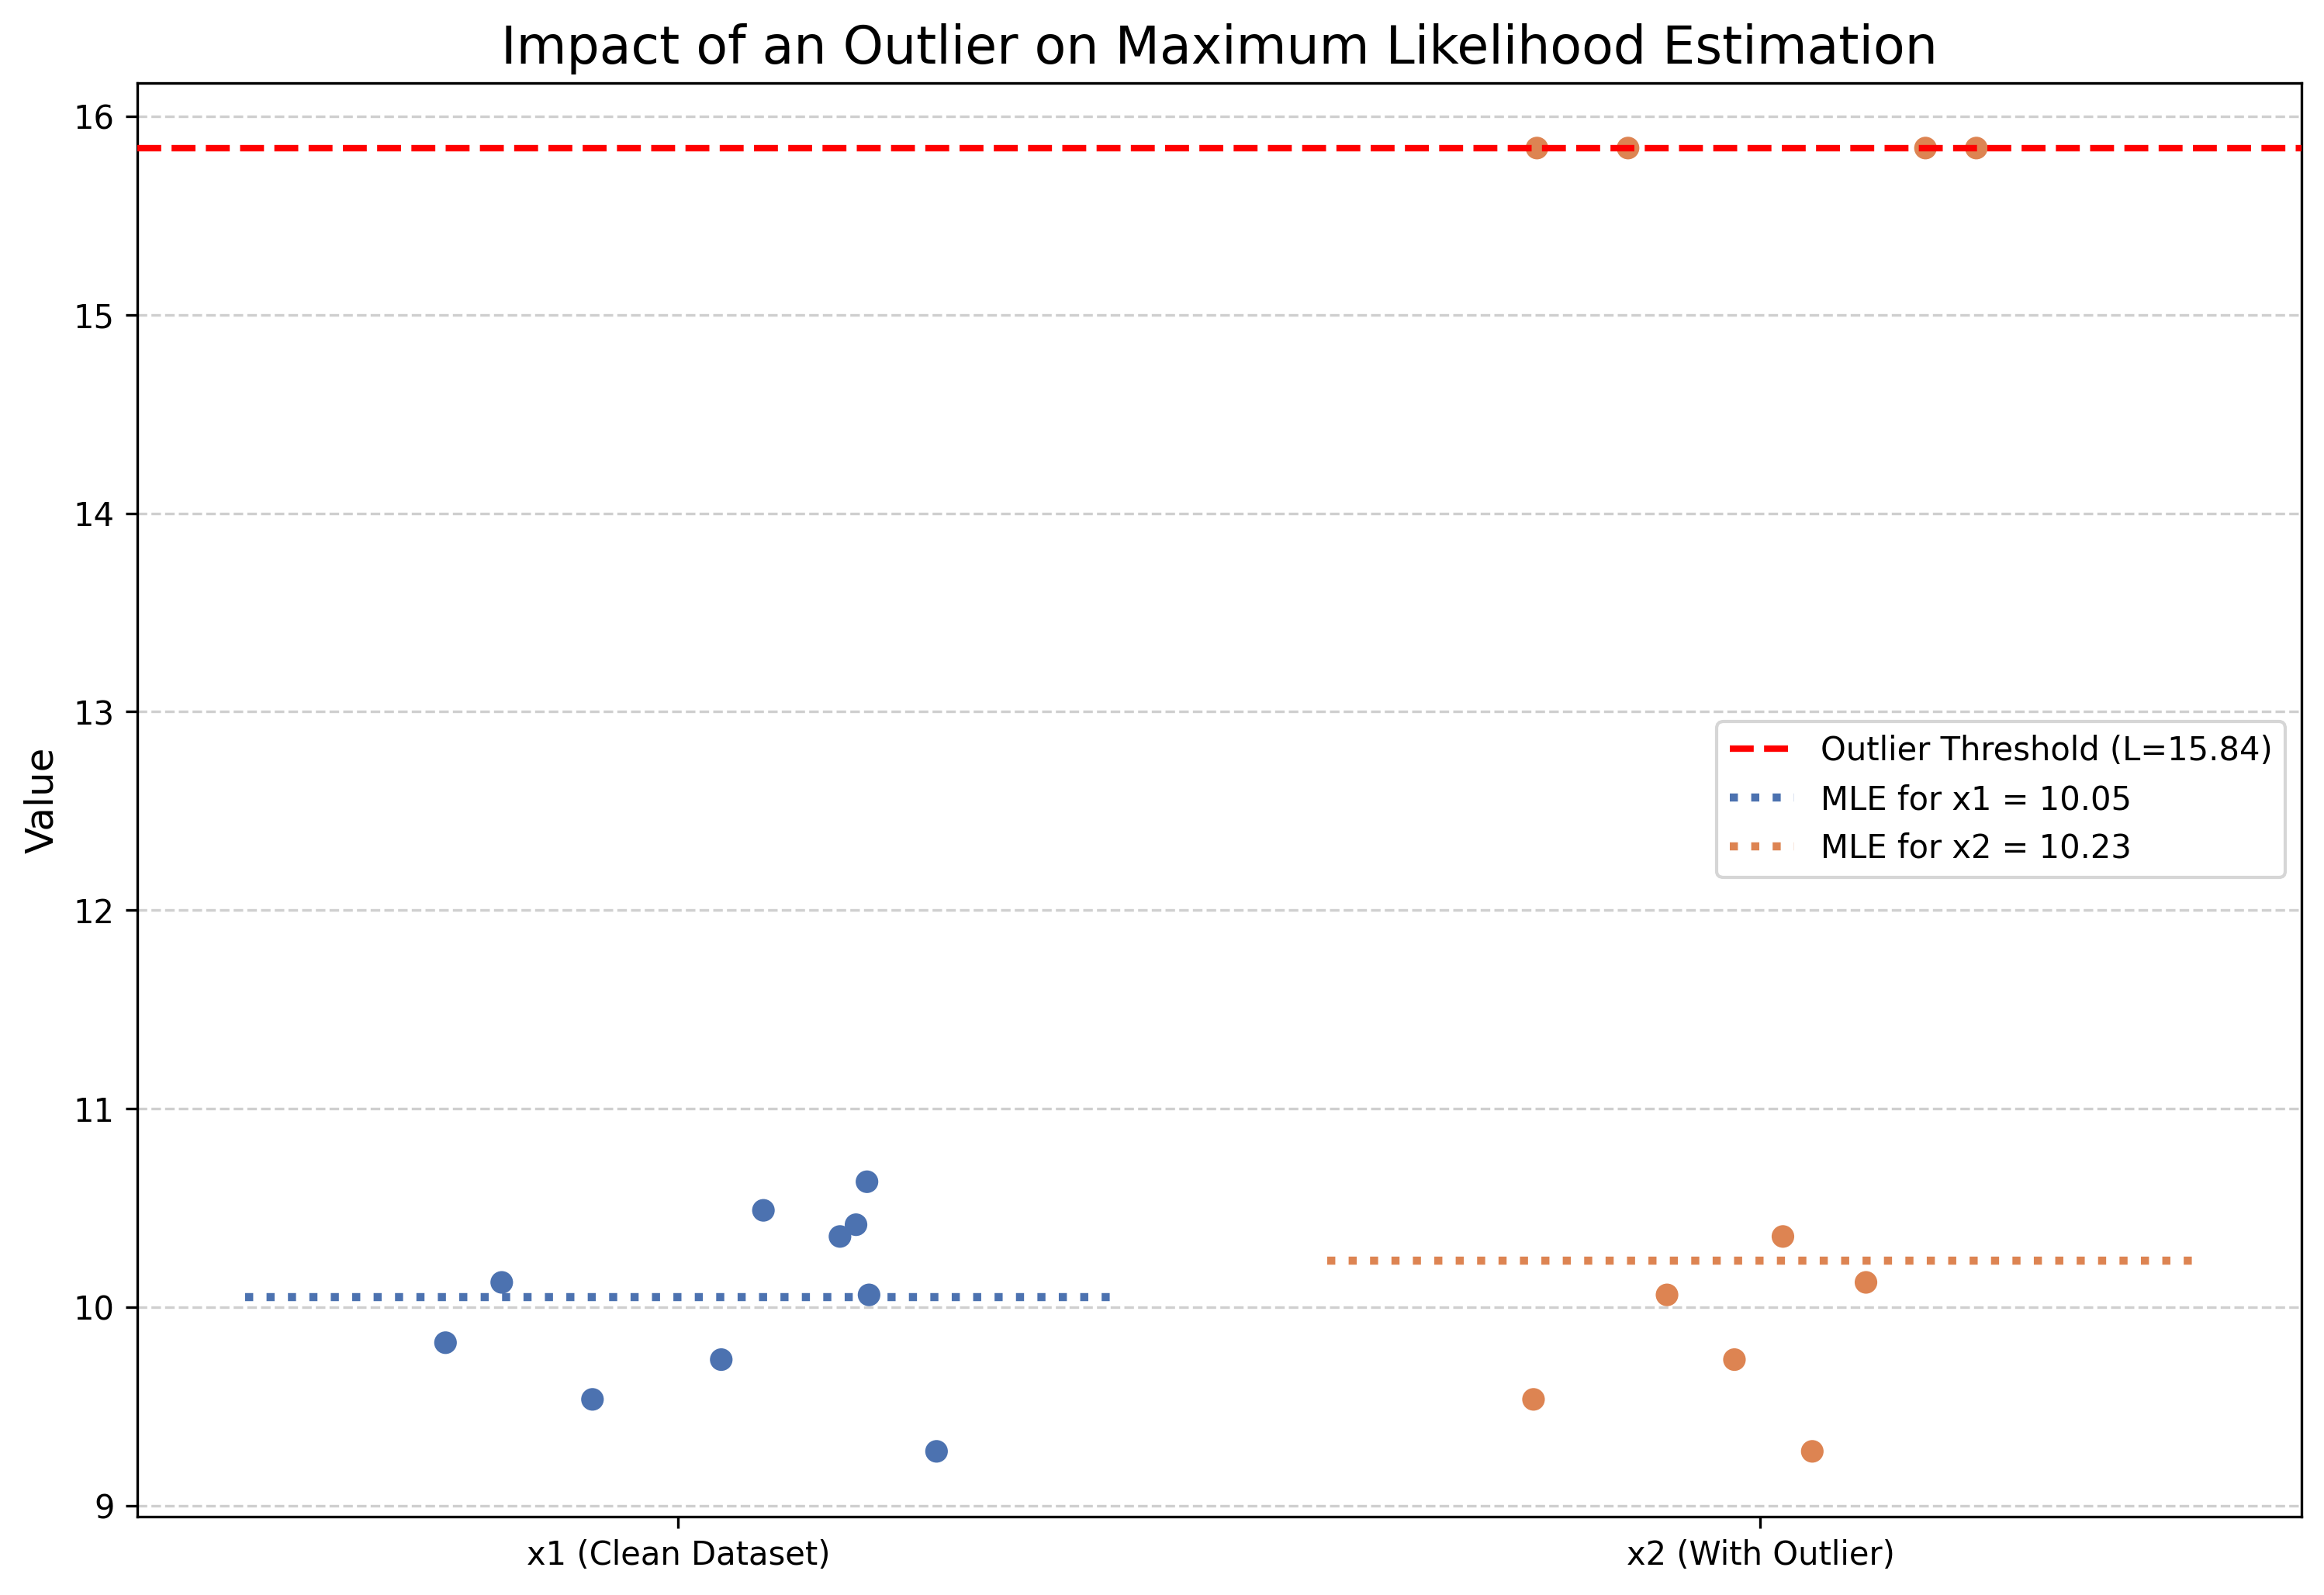 Impact of an Outlier on Maximum Likelihood Estimation
16
15
14
13
12
11
10
9
Value
Outlier Threshold (L=15.84)
MLE for x1 = 10.05
MLE for x2 = 10.23
x1 (Clean Dataset)
x2 (With Outlier)